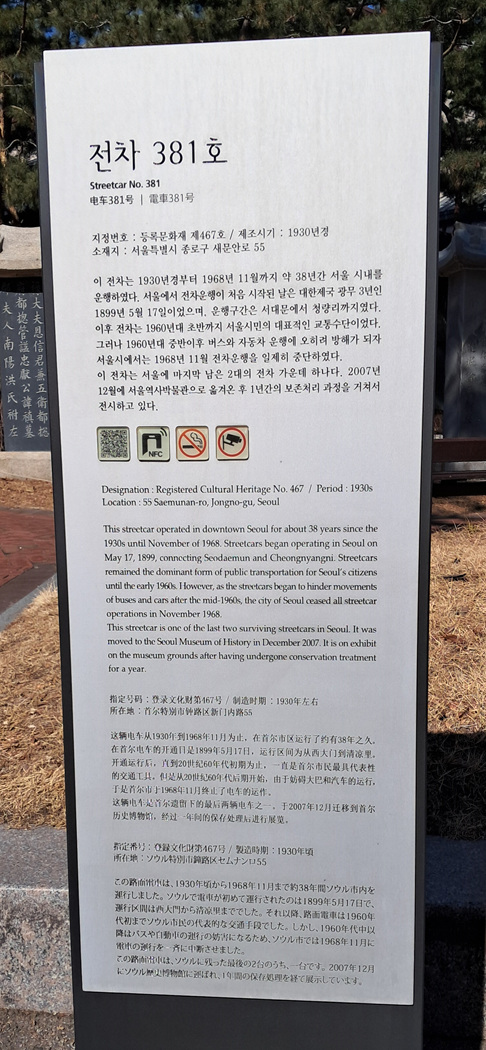 전차 381호
Streetcar No. 381
电车381号 | 電車381号
지정번호 : 등록문화재 제467호 / 제조시기 : 1930년경
소재지 : 서울특별시 종로구 새문안로 55
이 전차는 1930년경부터 1968년 11월까지 약 38년간 서울 시내를
운행하였다. 서울에서 전차운행이 처음 시작된 날은 대한제국 광무 3년인
1899년 5월 17일이었으며, 운행구간은 서대문에서 청량리까지였다.
이후 전차는 1960년대 초반까지 서울시민의 대표적인 교통수단이었다.
그러나 1960년대 중반이후 버스와 자동차 운행에 오히려 방해가 되자
서울시에서는 1968년 11월 전차운행을 일제히 중단하였다.
이 전차는 서울에 마지막 남은 2대의 전차 가운데 하나다. 2007년
12월에 서울역사박물관으로 옮겨온 후 1년간의 보존처리 과정을 거쳐서
전시하고 있다.
NFC
Designation : Registered Cultural Heritage No. 467 / Period : 1930s
Location : 55 Saemunan-ro, Jongno-gu, Seoul
This streetcar operated in downtown Seoul for about 38 years since the
1930s until November of 1968. Streetcars began operating in Seoul on
May 17, 1899, connecting Seodaemun and Cheongnyangni. Streetcars
remained the dominant form of public transportation for Seoul's citizens
until the early 1960s. However, as the streetcars began to hinder movements
of buses and cars after the mid-1960s, the city of Seoul ceased all streetcar
operations in November 1968.
This streetcar is one of the last two surviving streetcars in Seoul. It was
moved to the Seoul Museum of History in December 2007. It is on exhibit
on the museum grounds after having undergone conservation treatment
for a year.
指定号码 : 登录文化财第467号 / 制造时期 : 1930年左右
所在地 : 首尔特别市钟路区新门内路55
这辆电车从1930年到1968年11月为止，在首尔市区运行了约有38年之久。
在首尔电车的开通日是1899年5月17日，运行区间为从西大门到清凉里。
开通运行后，直到20世纪60年代初期为止，一直是首尔市民最具代表性
的交通工具。但是从20世纪60年代后期开始，由于妨碍大巴和汽车的运行，
于是首尔市于1968年11月终止了电车的运作。
这辆电车是首尔遗留下的最后两辆电车之一。于2007年12月迁移到首尔
历史博物馆，经过一年间的保存处理后进行展览。
指定番号 : 登録文化財第467号 / 製造時期 : 1930年頃
所在地 : ソウル特別市鍾路区セムナンロ55
この路面電車は、1930年頃から1968年11月まで約38年間ソウル市内を
運行しました。ソウルで電車が初めて運行されたのは1899年5月17日で、
運行区間は西大門から清凉里まででした。それ以降、路面電車は1960年
代初までソウル市民の代表的な交通手段でした。しかし、1960年代中以
降はバスや自動車の運行の妨害になるため、ソウル市では1968年11月に
電車の運行を一斉に中断させました。
この路面電車は、ソウルに残った最後の2台のうち、一台です。2007年12月
にソウル歴史博物館に運ばれ、1年間の保存処理を経て展示しています。
大夫恩信君兼五衛都摠
都摠管諡忠獻公諱禛墓
夫人南陽洪氏祔左